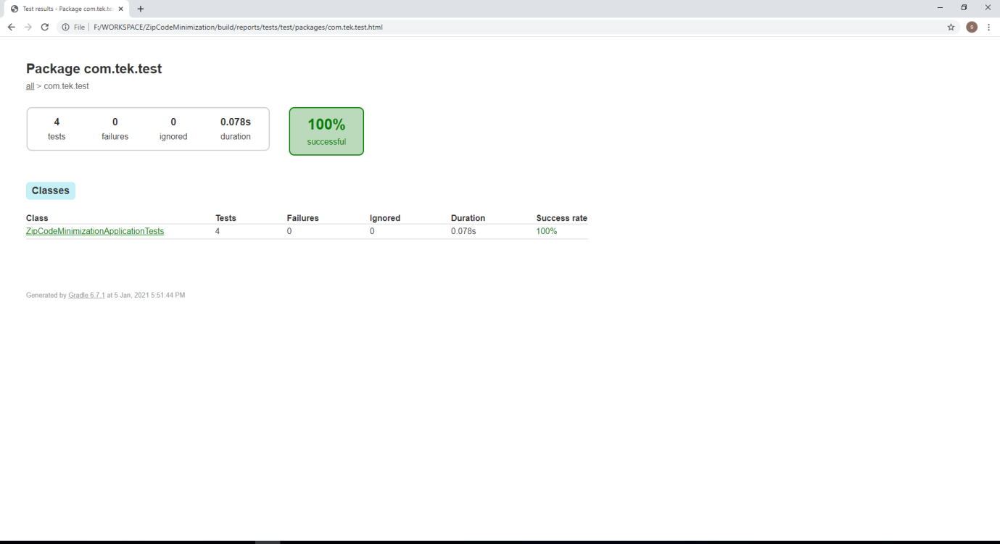 Test results - Package com.tek.te
File F:/WORKSPACE/ZipCodeMinimization/build/reports/tests/test/packages/com.tek.test.html
S
Package com.tek.test
all > com.tek.test
4 0 0 0.078s
tests failures ignored duration
100%
successful
Classes
Class Tests Failures Ignored Duration Success rate
ZipCodeMinimizationApplicationTests 4 0 0 0.078s 100%
Generated by Gradle 6.7.1 at 5 Jan, 2021 5:51:44 PM